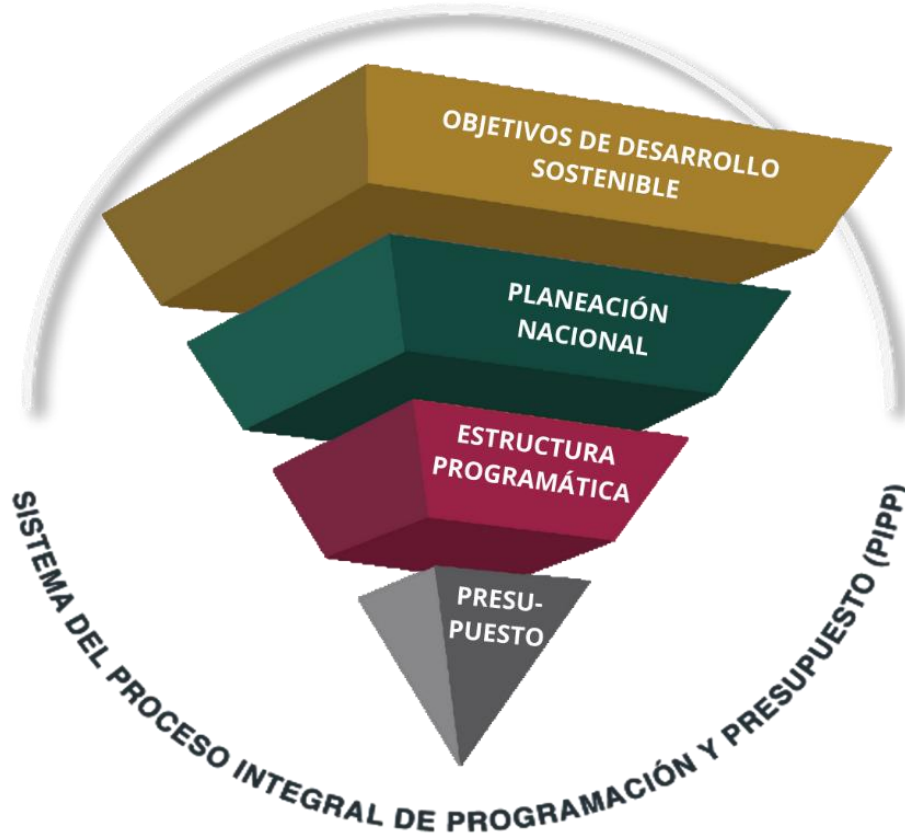 OBJETIVOS DE DESARROLLO
SOSTENIBLE
PLANEACIÓN
NACIONAL
ESTRUCTURA
PROGRAMÁTICA
PRESU-
PUESTO
SISTEMA DEL PROCESO INTEGRAL DE PROGRAMACIÓN Y PRESUPUESTO (PIPP)